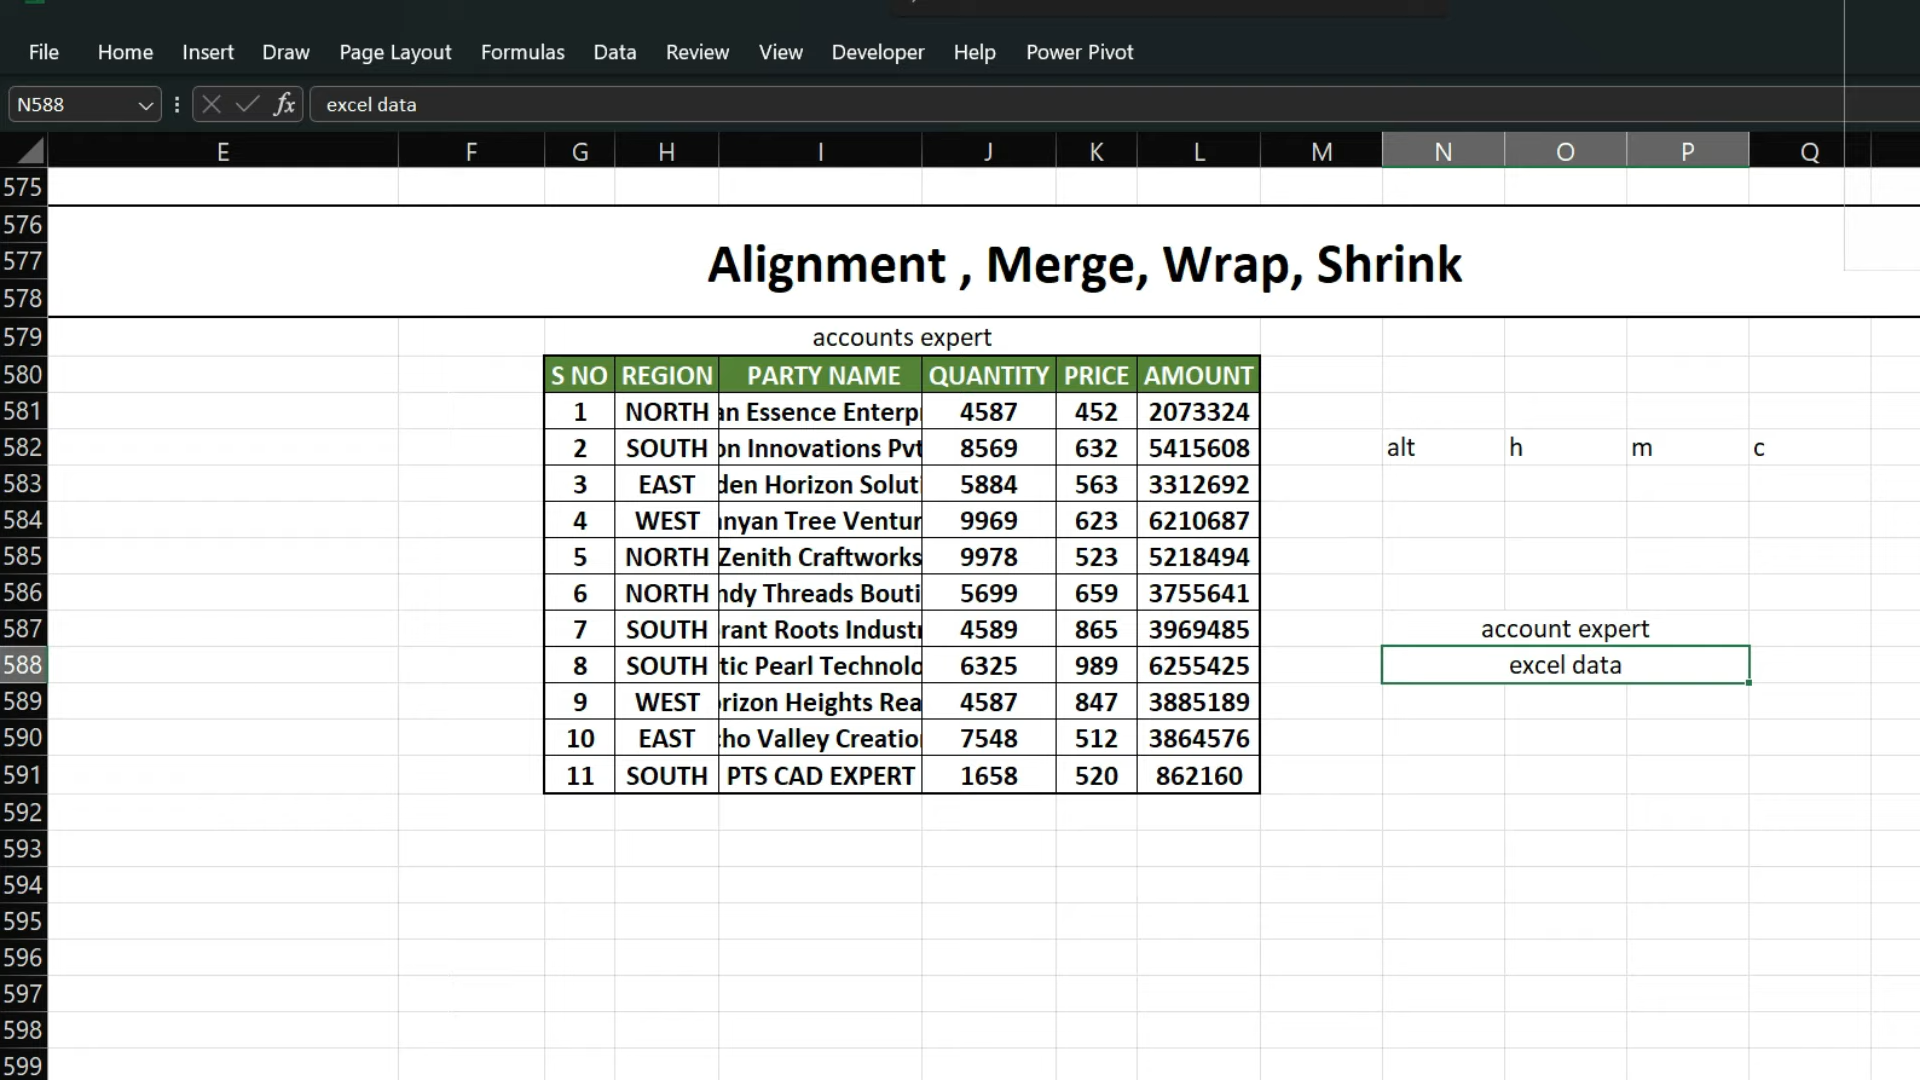 File Home Insert Draw Page Layout Formulas Data Review View Developer Help Power Pivot
N588 fx excel data
E F G H I J K L M N O P Q
575
576
577 Alignment , Merge, Wrap, Shrink
578
579 accounts expert
580 S NO REGION PARTY NAME QUANTITY PRICE AMOUNT
581 1 NORTH an Essence Enterp 4587 452 2073324
582 2 SOUTH on Innovations Pvt 8569 632 5415608 alt h m c
583 3 EAST den Horizon Solut 5884 563 3312692
584 4 WEST nyan Tree Ventur 9969 623 6210687
585 5 NORTH Zenith Craftworks 9978 523 5218494
586 6 NORTH ndy Threads Bouti 5699 659 3755641
587 7 SOUTH rant Roots Industr 4589 865 3969485 account expert
588 8 SOUTH tic Pearl Technolo 6325 989 6255425 excel data
589 9 WEST rizon Heights Rea 4587 847 3885189
590 10 EAST ho Valley Creation 7548 512 3864576
591 11 SOUTH PTS CAD EXPERT 1658 520 862160
592
593
594
595
596
597
598
599